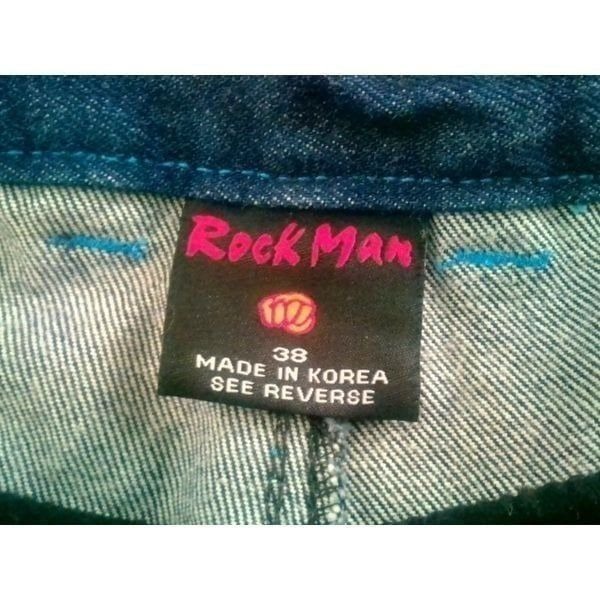 ROCK MAN
38
MADE IN KOREA
SEE REVERSE